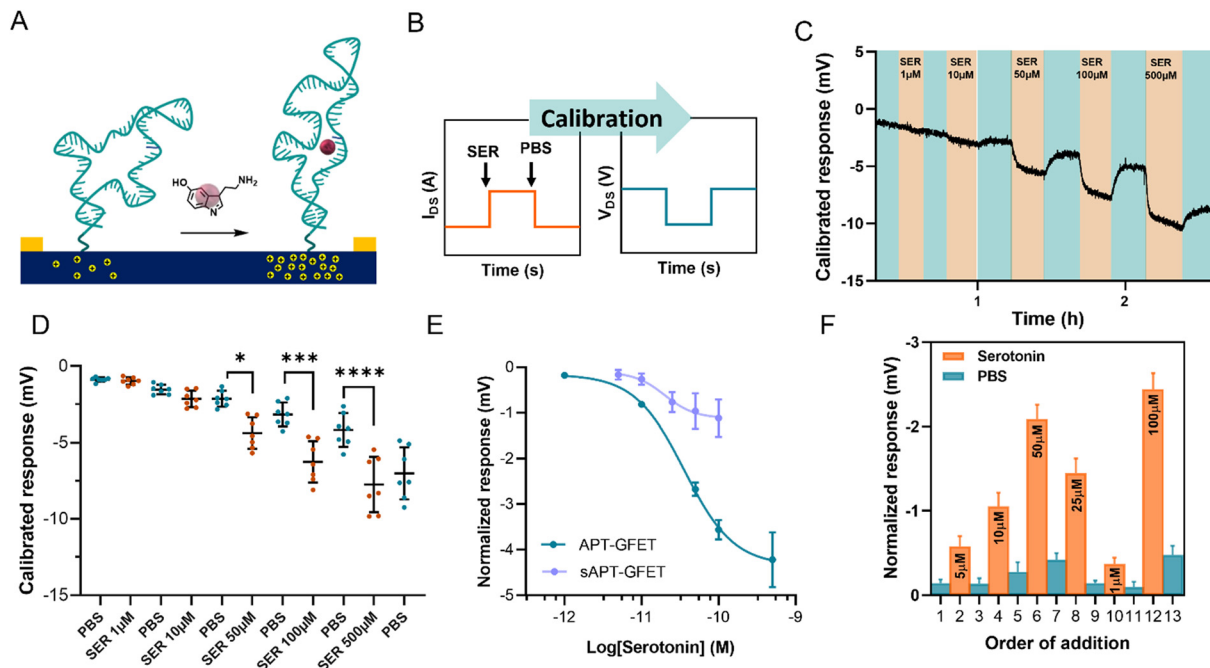 A
HO
NH2
N
B
Calibration
SER
PBS
IDS (A)
Time (s)
VDS (V)
Time (s)
C
Calibrated response (mV)
5
0
-5
-10
-15
SER
1μM
SER
10μM
SER
50μM
SER
100μM
SER
500μM
1
2
Time (h)
D
Calibrated response (mV)
0
-5
-10
-15
*
***
****
PBS
SER 1μM
PBS
SER 10μM
PBS
SER 50μM
PBS
SER 100μM
PBS
SER 500μM
PBS
E
Normalized response (mV)
0
-1
-2
-3
-4
-5
APT-GFET
sAPT-GFET
-12
-11
-10
-9
Log[Serotonin] (M)
F
Normalized response (mV)
-3
-2
-1
0
Serotonin
PBS
5μM
10μM
50μM
25μM
1μM
100μM
1 2 3 4 5 6 7 8 9 10 11 12 13
Order of addition